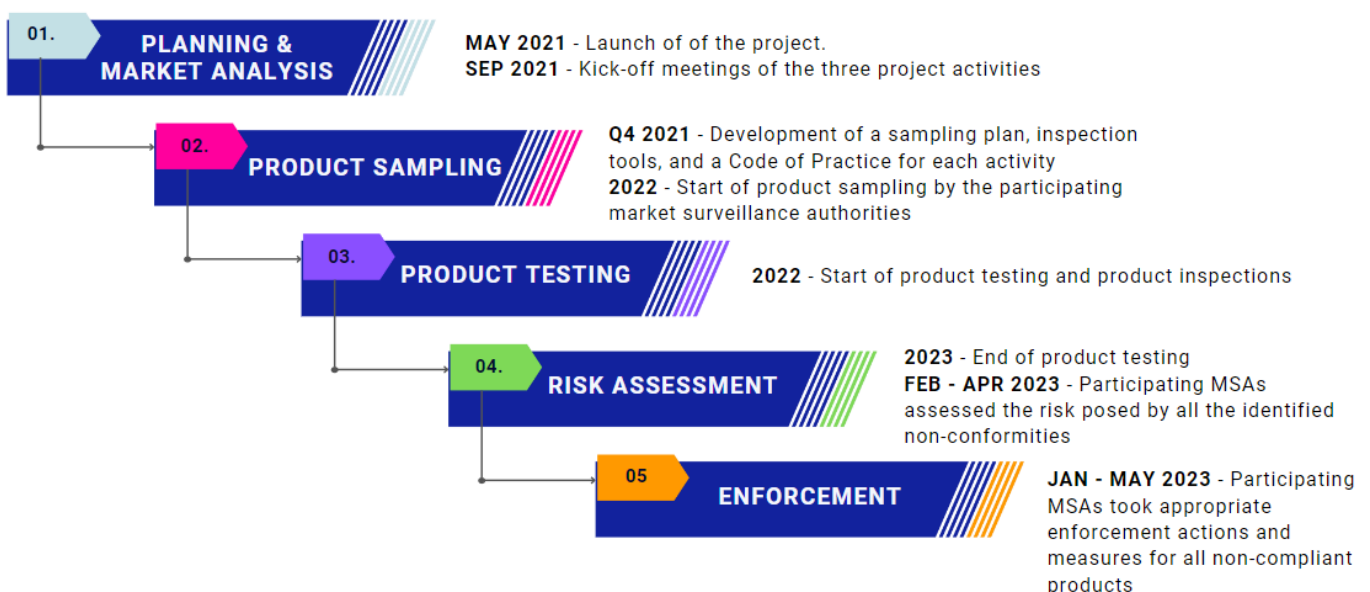 01.
PLANNING &
MARKET ANALYSIS
MAY 2021 - Launch of of the project.
SEP 2021 - Kick-off meetings of the three project activities
02.
PRODUCT SAMPLING
Q4 2021 - Development of a sampling plan, inspection
tools, and a Code of Practice for each activity
2022 - Start of product sampling by the participating
market surveillance authorities
03.
PRODUCT TESTING
2022 - Start of product testing and product inspections
04.
RISK ASSESSMENT
2023 - End of product testing
FEB - APR 2023 - Participating MSAs
assessed the risk posed by all the identified
non-conformities
05
ENFORCEMENT
JAN - MAY 2023 - Participating
MSAs took appropriate
enforcement actions and
measures for all non-compliant
products